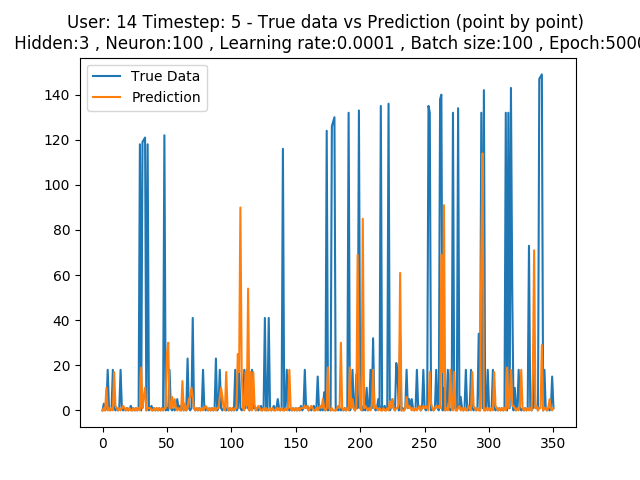 User: 14 Timestep: 5 - True data vs Prediction (point by point)
Hidden:3 , Neuron:100 , Learning rate:0.0001 , Batch size:100 , Epoch:5000
True Data
Prediction
140
120
100
80
60
40
20
0
0 50 100 150 200 250 300 350